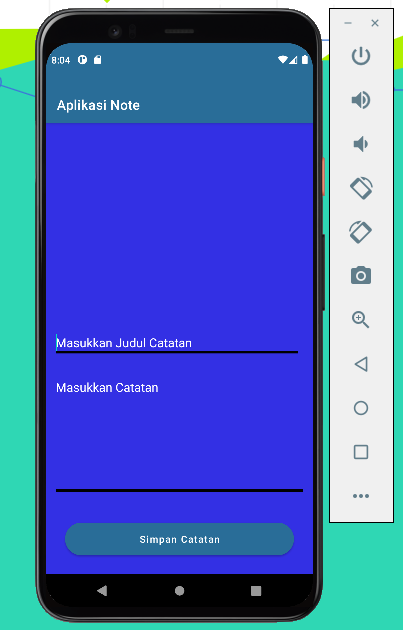 8:04
Aplikasi Note
Masukkan Judul Catatan
Masukkan Catatan
Simpan Catatan